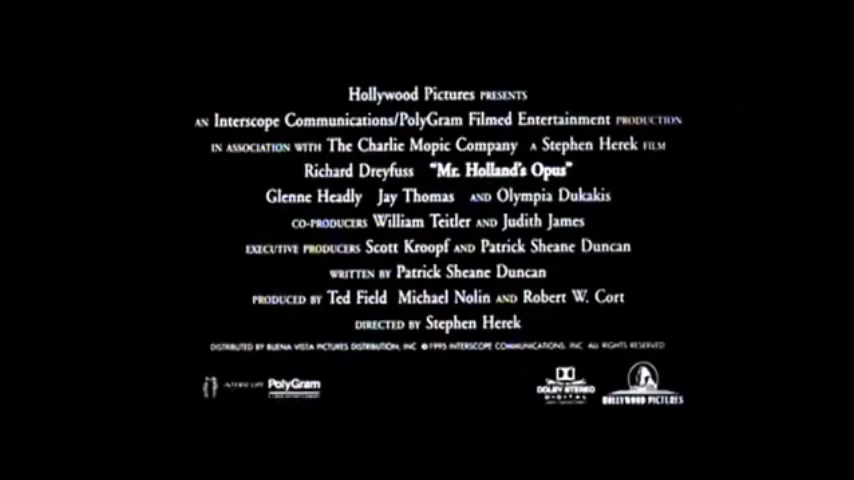 Hollywood Pictures PRESENTS
AN Interscope Communications/PolyGram Filmed Entertainment PRODUCTION
IN ASSOCIATION WITH The Charlie Mopic Company A Stephen Herek FILM
Richard Dreyfuss "Mr. Holland's Opus"
Glenne Headly Jay Thomas AND Olympia Dukakis
CO-PRODUCERS William Teitler AND Judith James
EXECUTIVE PRODUCERS Scott Kroopf AND Patrick Sheane Duncan
WRITTEN BY Patrick Sheane Duncan
PRODUCED BY Ted Field Michael Nolin AND Robert W. Cort
DIRECTED BY Stephen Herek
DISTRIBUTED BY BUENA VISTA PICTURES DISTRIBUTION, INC ©1995 INTERSCOPE COMMUNICATIONS, INC ALL RIGHTS RESERVED
INTERSCOPE PolyGram
DOLBY STEREO
DIGITAL
HOLLYWOOD PICTURES